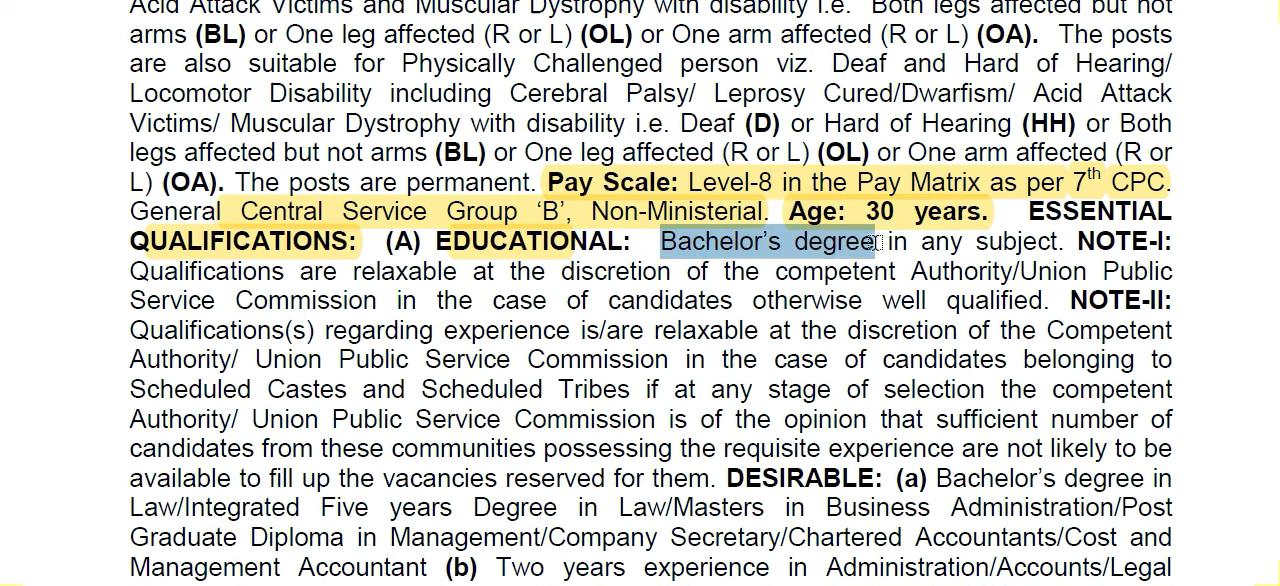 Acid Attack Victims and Muscular Dystrophy with disability i.e. Both legs affected but not
arms (BL) or One leg affected (R or L) (OL) or One arm affected (R or L) (OA). The posts
are also suitable for Physically Challenged person viz. Deaf and Hard of Hearing/
Locomotor Disability including Cerebral Palsy/ Leprosy Cured/Dwarfism/ Acid Attack
Victims/ Muscular Dystrophy with disability i.e. Deaf (D) or Hard of Hearing (HH) or Both
legs affected but not arms (BL) or One leg affected (R or L) (OL) or One arm affected (R or
L) (OA). The posts are permanent. Pay Scale: Level-8 in the Pay Matrix as per 7th CPC.
General Central Service Group ‘B’, Non-Ministerial. Age: 30 years. ESSENTIAL
QUALIFICATIONS: (A) EDUCATIONAL: Bachelor’s degree in any subject. NOTE-I:
Qualifications are relaxable at the discretion of the competent Authority/Union Public
Service Commission in the case of candidates otherwise well qualified. NOTE-II:
Qualifications(s) regarding experience is/are relaxable at the discretion of the Competent
Authority/ Union Public Service Commission in the case of candidates belonging to
Scheduled Castes and Scheduled Tribes if at any stage of selection the competent
Authority/ Union Public Service Commission is of the opinion that sufficient number of
candidates from these communities possessing the requisite experience are not likely to be
available to fill up the vacancies reserved for them. DESIRABLE: (a) Bachelor’s degree in
Law/Integrated Five years Degree in Law/Masters in Business Administration/Post
Graduate Diploma in Management/Company Secretary/Chartered Accountants/Cost and
Management Accountant (b) Two years experience in Administration/Accounts/Legal